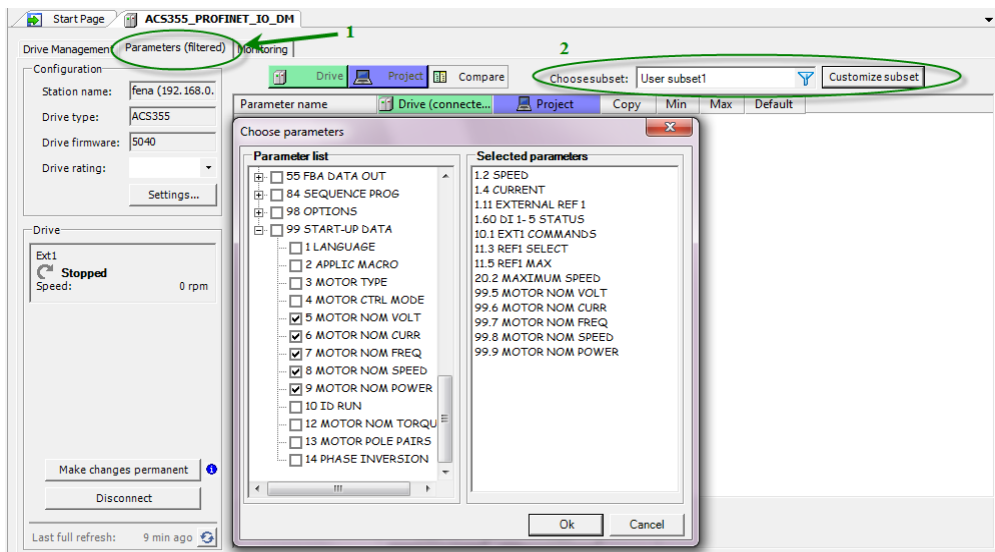 Start Page
ACS355_PROFINET_IO_DM
1
Drive Management
Parameters (filtered)
Monitoring
2
Configuration
Station name: fena (192.168.0.
Drive type: ACS355
Drive firmware: 5040
Drive rating:
Settings...
Drive Project Compare Choose subset: User subset1 Customize subset
Parameter name Drive (connecte... Project Copy Min Max Default
Drive
Ext1
Stopped
Speed: 0 rpm
Make changes permanent
Disconnect
Last full refresh: 9 min ago
Choose parameters
Parameter list
55 FBA DATA OUT
84 SEQUENCE PROG
98 OPTIONS
99 START-UP DATA
1 LANGUAGE
2 APPLIC MACRO
3 MOTOR TYPE
4 MOTOR CTRL MODE
5 MOTOR NOM VOLT
6 MOTOR NOM CURR
7 MOTOR NOM FREQ
8 MOTOR NOM SPEED
9 MOTOR NOM POWER
10 ID RUN
12 MOTOR NOM TORQU
13 MOTOR POLE PAIRS
14 PHASE INVERSION
Selected parameters
1.2 SPEED
1.4 CURRENT
1.11 EXTERNAL REF 1
1.60 DI 1-5 STATUS
10.1 EXT1 COMMANDS
11.3 REF1 SELECT
11.5 REF1 MAX
20.2 MAXIMUM SPEED
99.5 MOTOR NOM VOLT
99.6 MOTOR NOM CURR
99.7 MOTOR NOM FREQ
99.8 MOTOR NOM SPEED
99.9 MOTOR NOM POWER
Ok
Cancel